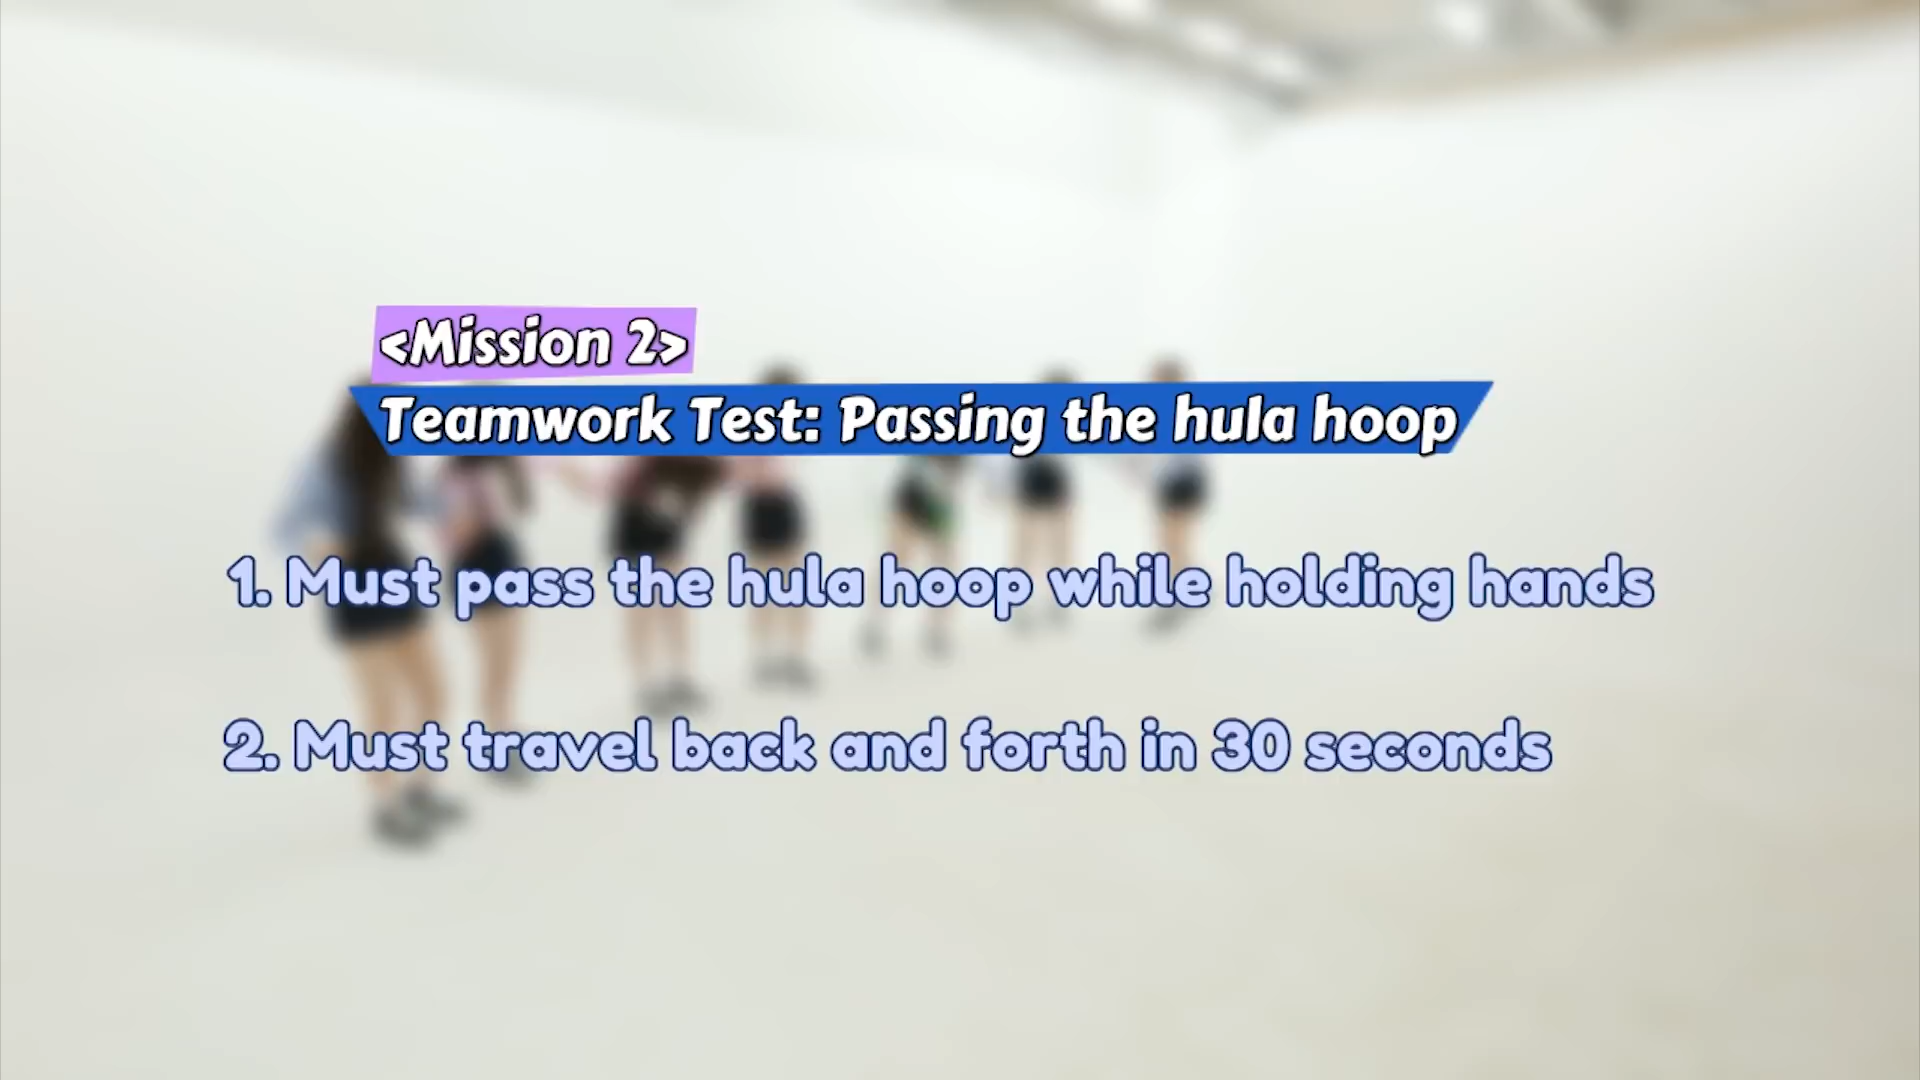 <Mission 2>
Teamwork Test: Passing the hula hoop
1. Must pass the hula hoop while holding hands
2. Must travel back and forth in 30 seconds